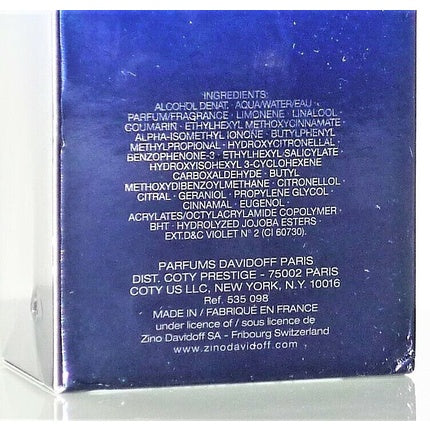 INGREDIENTS:
ALCOHOL DENAT. · AQUA/WATER/EAU ·
PARFUM/FRAGRANCE · LIMONENE · LINALOOL ·
COUMARIN · ETHYLHEXYL METHOXYCINNAMATE ·
ALPHA-ISOMETHYL IONONE · BUTYLPHENYL
METHYLPROPIONAL · HYDROXYCITRONELLAL ·
BENZOPHENONE-3 · ETHYLHEXYL SALICYLATE ·
HYDROXYISOHEXYL 3-CYCLOHEXENE
CARBOXALDEHYDE · BUTYL
METHOXYDIBENZOYLMETHANE · CITRONELLOL ·
CITRAL · GERANIOL · PROPYLENE GLYCOL ·
CINNAMAL · EUGENOL ·
ACRYLATES/OCTYLACRYLAMIDE COPOLYMER ·
BHT · HYDROLYZED JOJOBA ESTERS ·
EXT.D&C VIOLET N° 2 (CI 60730).
PARFUMS DAVIDOFF PARIS
DIST. COTY PRESTIGE - 75002 PARIS
COTY US LLC, NEW YORK, N.Y. 10016
Ref. 535 098
MADE IN / FABRIQUÉ EN FRANCE
under licence of / sous licence de
Zino Davidoff SA - Fribourg Switzerland
www.zinodavidoff.com